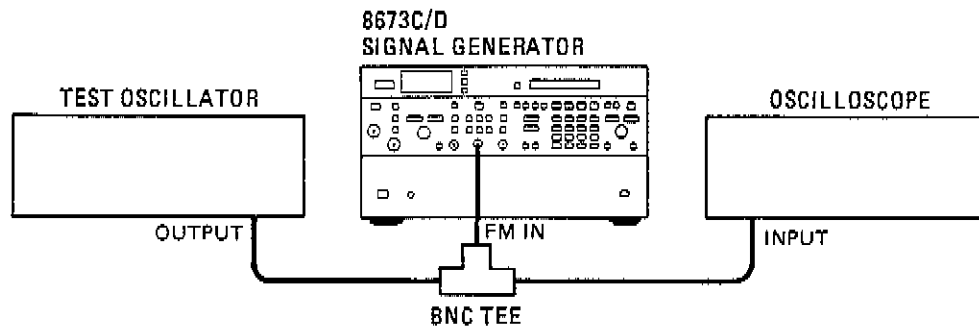 8673C/D
SIGNAL GENERATOR
TEST OSCILLATOR
OSCILLOSCOPE
OUTPUT
FM IN
INPUT
BNC TEE